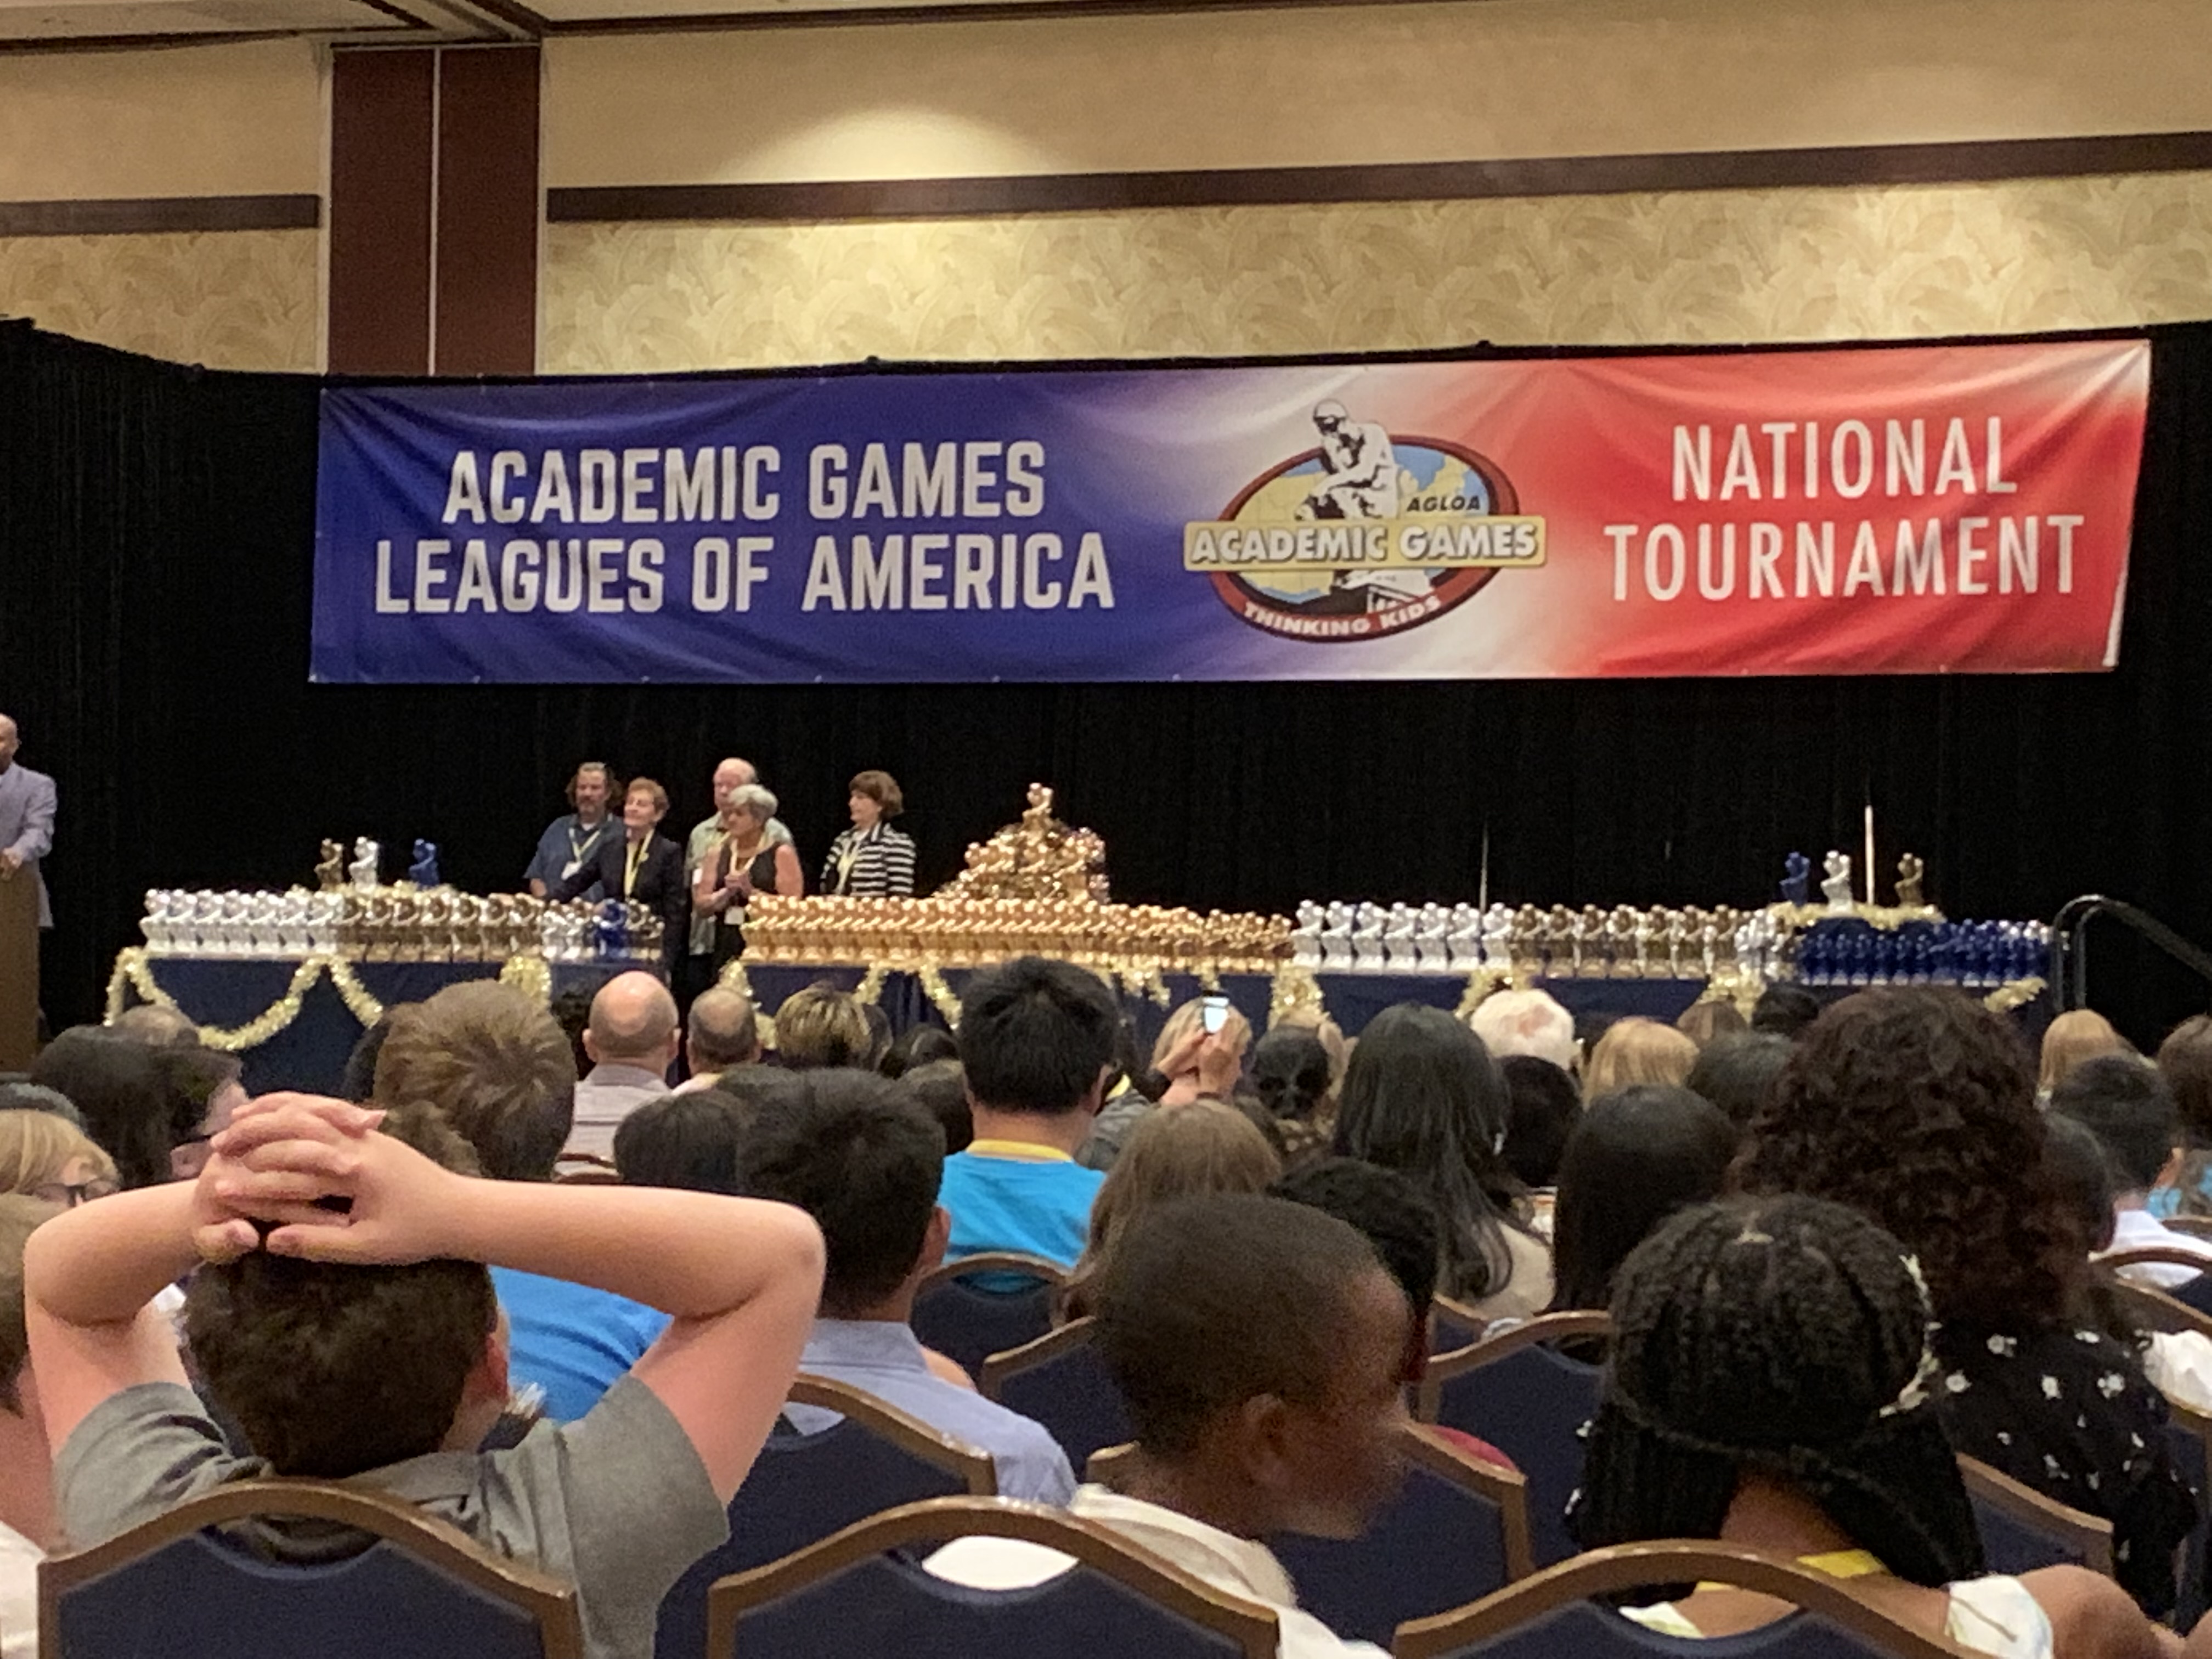 ACADEMIC GAMES
LEAGUES OF AMERICA
AGLOA
ACADEMIC GAMES
THINKING KIDS
NATIONAL
TOURNAMENT